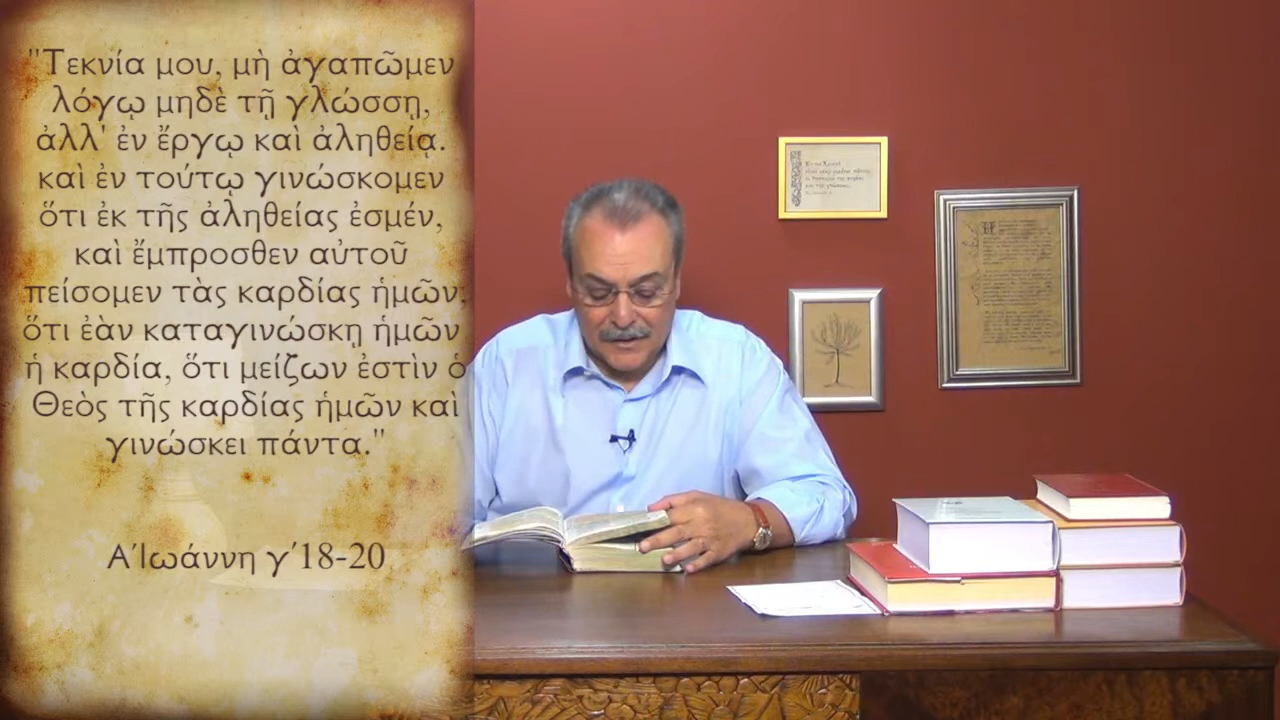 "Τεκνία μου, μὴ ἀγαπῶμεν
λόγῳ μηδὲ τῇ γλώσσῃ,
ἀλλ' ἐν ἔργῳ καὶ ἀληθείᾳ.
καὶ ἐν τούτῳ γινώσκομεν
ὅτι ἐκ τῆς ἀληθείας ἐσμέν,
καὶ ἔμπροσθεν αὐτοῦ
πείσομεν τὰς καρδίας ἡμῶν,
ὅτι ἐὰν καταγινώσκῃ ἡμῶν
ἡ καρδία, ὅτι μείζων ἐστὶν ὁ
Θεὸς τῆς καρδίας ἡμῶν καὶ
γινώσκει πάντα."
Α΄Ιωάννη γ΄18-20